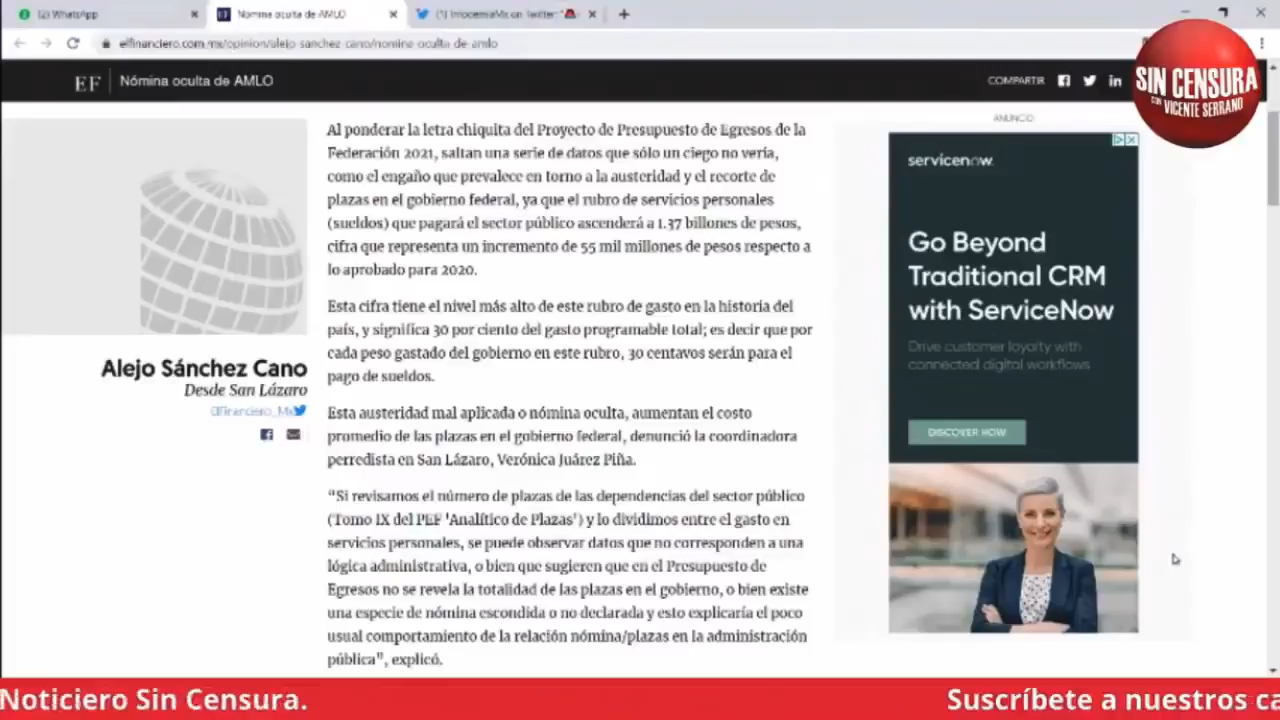 (2) WhatsApp
Nómina oculta de AMLO
(1) InfodemiaMx on Twitter: "
elfinanciero.com.mx/opinion/alejo-sanchez-cano/nomina-oculta-de-amlo
EF
Nómina oculta de AMLO
COMPARTIR
SIN CENSURA
CON VICENTE SERRANO
Al ponderar la letra chiquita del Proyecto de Presupuesto de Egresos de la
Federación 2021, saltan una serie de datos que sólo un ciego no vería,
como el engaño que prevalece en torno a la austeridad y el recorte de
plazas en el gobierno federal, ya que el rubro de servicios personales
(sueldos) que pagará el sector público ascenderá a 1.37 billones de pesos,
cifra que representa un incremento de 55 mil millones de pesos respecto a
lo aprobado para 2020.
Esta cifra tiene el nivel más alto de este rubro de gasto en la historia del
país, y significa 30 por ciento del gasto programable total; es decir que por
cada peso gastado del gobierno en este rubro, 30 centavos serán para el
pago de sueldos.
Esta austeridad mal aplicada o nómina oculta, aumentan el costo
promedio de las plazas en el gobierno federal, denunció la coordinadora
perredista en San Lázaro, Verónica Juárez Piña.
“Si revisamos el número de plazas de las dependencias del sector público
(Tomo IX del PEF 'Analítico de Plazas') y lo dividimos entre el gasto en
servicios personales, se puede observar datos que no corresponden a una
lógica administrativa, o bien que sugieren que en el Presupuesto de
Egresos no se revela la totalidad de las plazas en el gobierno, o bien existe
una especie de nómina escondida o no declarada y esto explicaría el poco
usual comportamiento de la relación nómina/plazas en la administración
pública”, explicó.
Alejo Sánchez Cano
Desde San Lázaro
@ElFinanciero_Mx
ANUNCIO
servicenow
Go Beyond
Traditional CRM
with ServiceNow
Drive customer loyalty with
connected digital workflows
DISCOVER NOW
Noticiero Sin Censura.
Suscríbete a nuestros ca